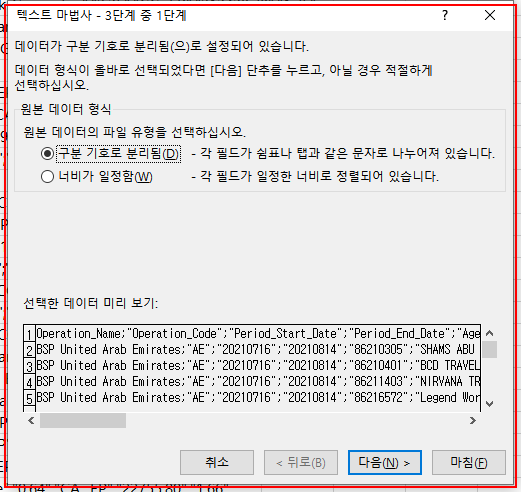 텍스트 마법사 - 3단계 중 1단계
?
데이터가 구분 기호로 분리됨(으)로 설정되어 있습니다.
데이터 형식이 올바로 선택되었다면 [다음] 단추를 누르고, 아닐 경우 적절하게
선택하십시오.
원본 데이터 형식
원본 데이터의 파일 유형을 선택하십시오.
구분 기호로 분리됨(D) - 각 필드가 쉼표나 탭과 같은 문자로 나누어져 있습니다.
너비가 일정함(W) - 각 필드가 일정한 너비로 정렬되어 있습니다.
선택한 데이터 미리 보기:
1 Operation_Name;"Operation_Code";"Period_Start_Date";"Period_End_Date";"Age
2 BSP United Arab Emirates;"AE";"20210716";"20210814";"86210305";"SHAMS ABU
3 BSP United Arab Emirates;"AE";"20210716";"20210814";"86210401";"BCD TRAVEL
4 BSP United Arab Emirates;"AE";"20210716";"20210814";"86211403";"NIRVANA TR
5 BSP United Arab Emirates;"AE";"20210716";"20210814";"86216572";"Legend Wor
취소
< 뒤로(B)
다음(N) >
마침(F)